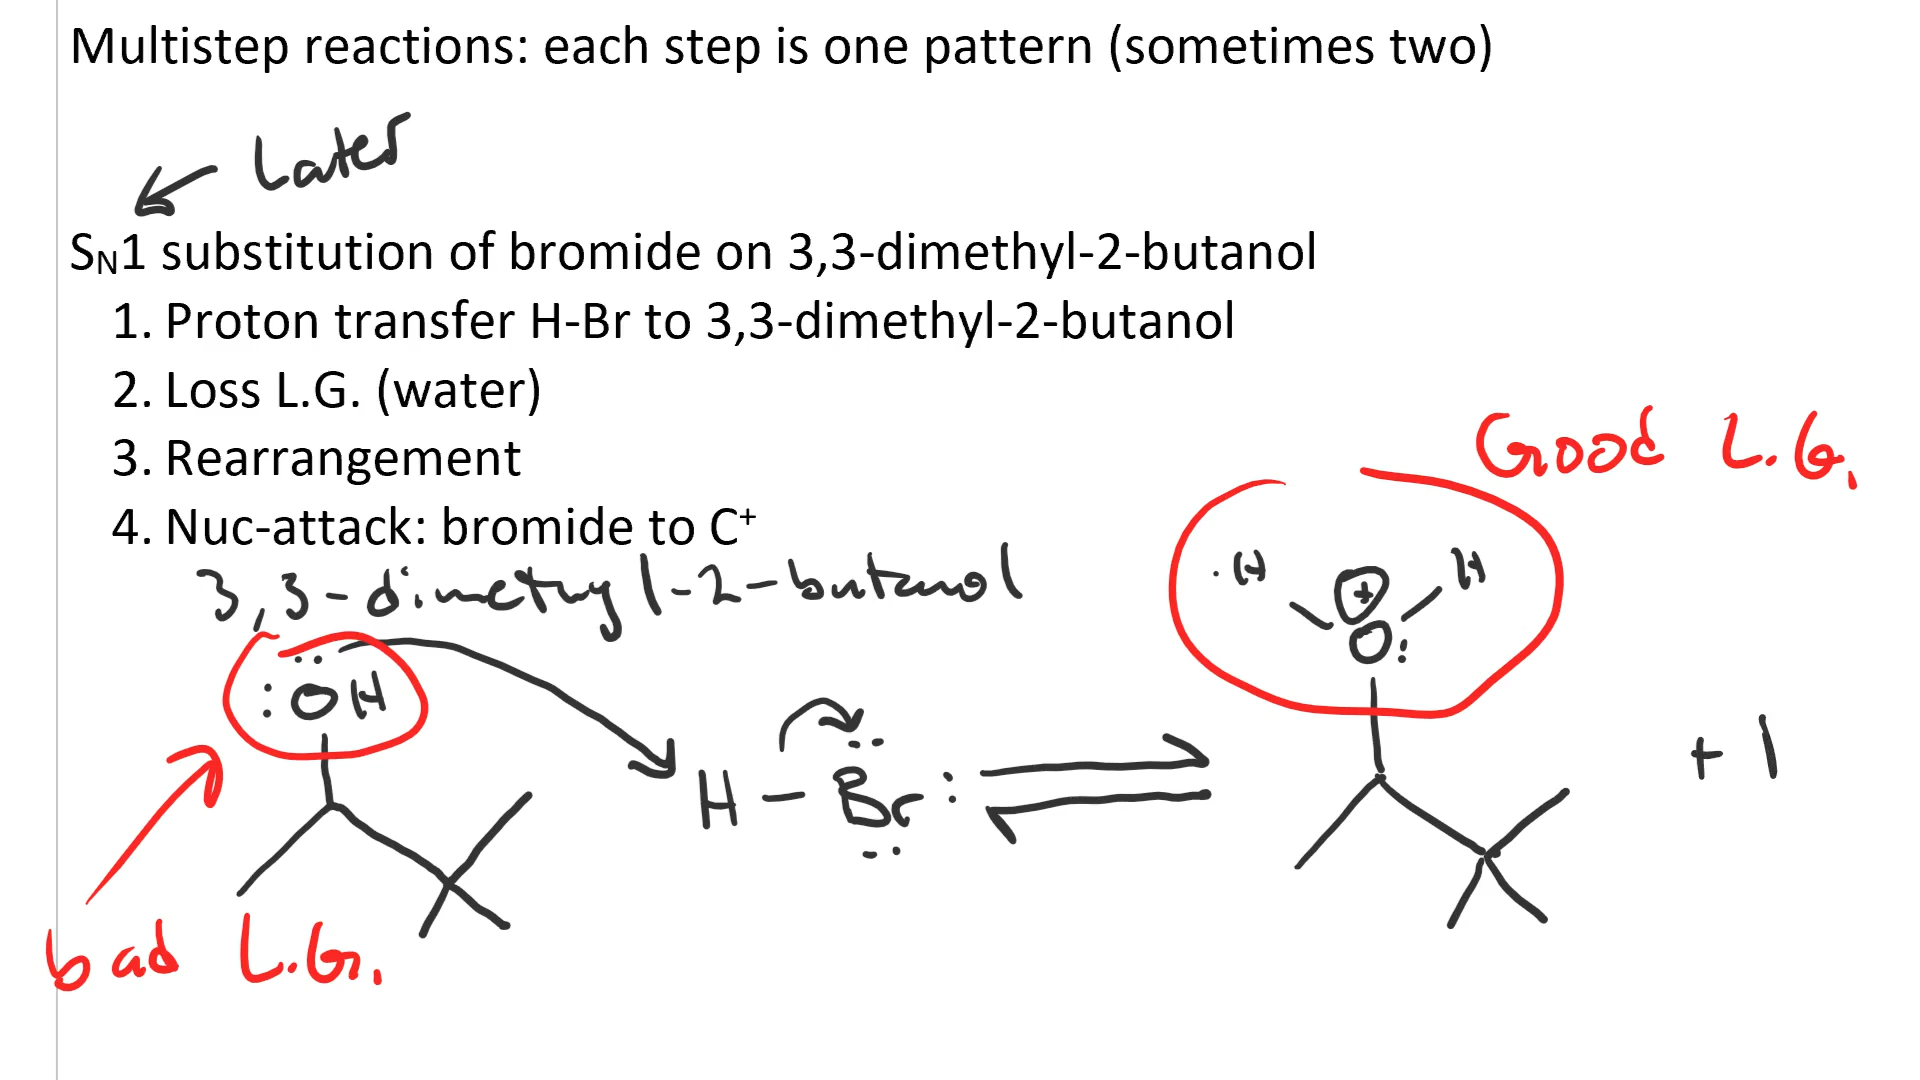 Multistep reactions: each step is one pattern (sometimes two)
Later
SN1 substitution of bromide on 3,3-dimethyl-2-butanol
1. Proton transfer H-Br to 3,3-dimethyl-2-butanol
2. Loss L.G. (water)
3. Rearrangement
4. Nuc-attack: bromide to C⁺
Good L.G.
3,3-dimethyl-2-butanol
H + H
:OH O:
H-Br:
+ 1
bad L.G.